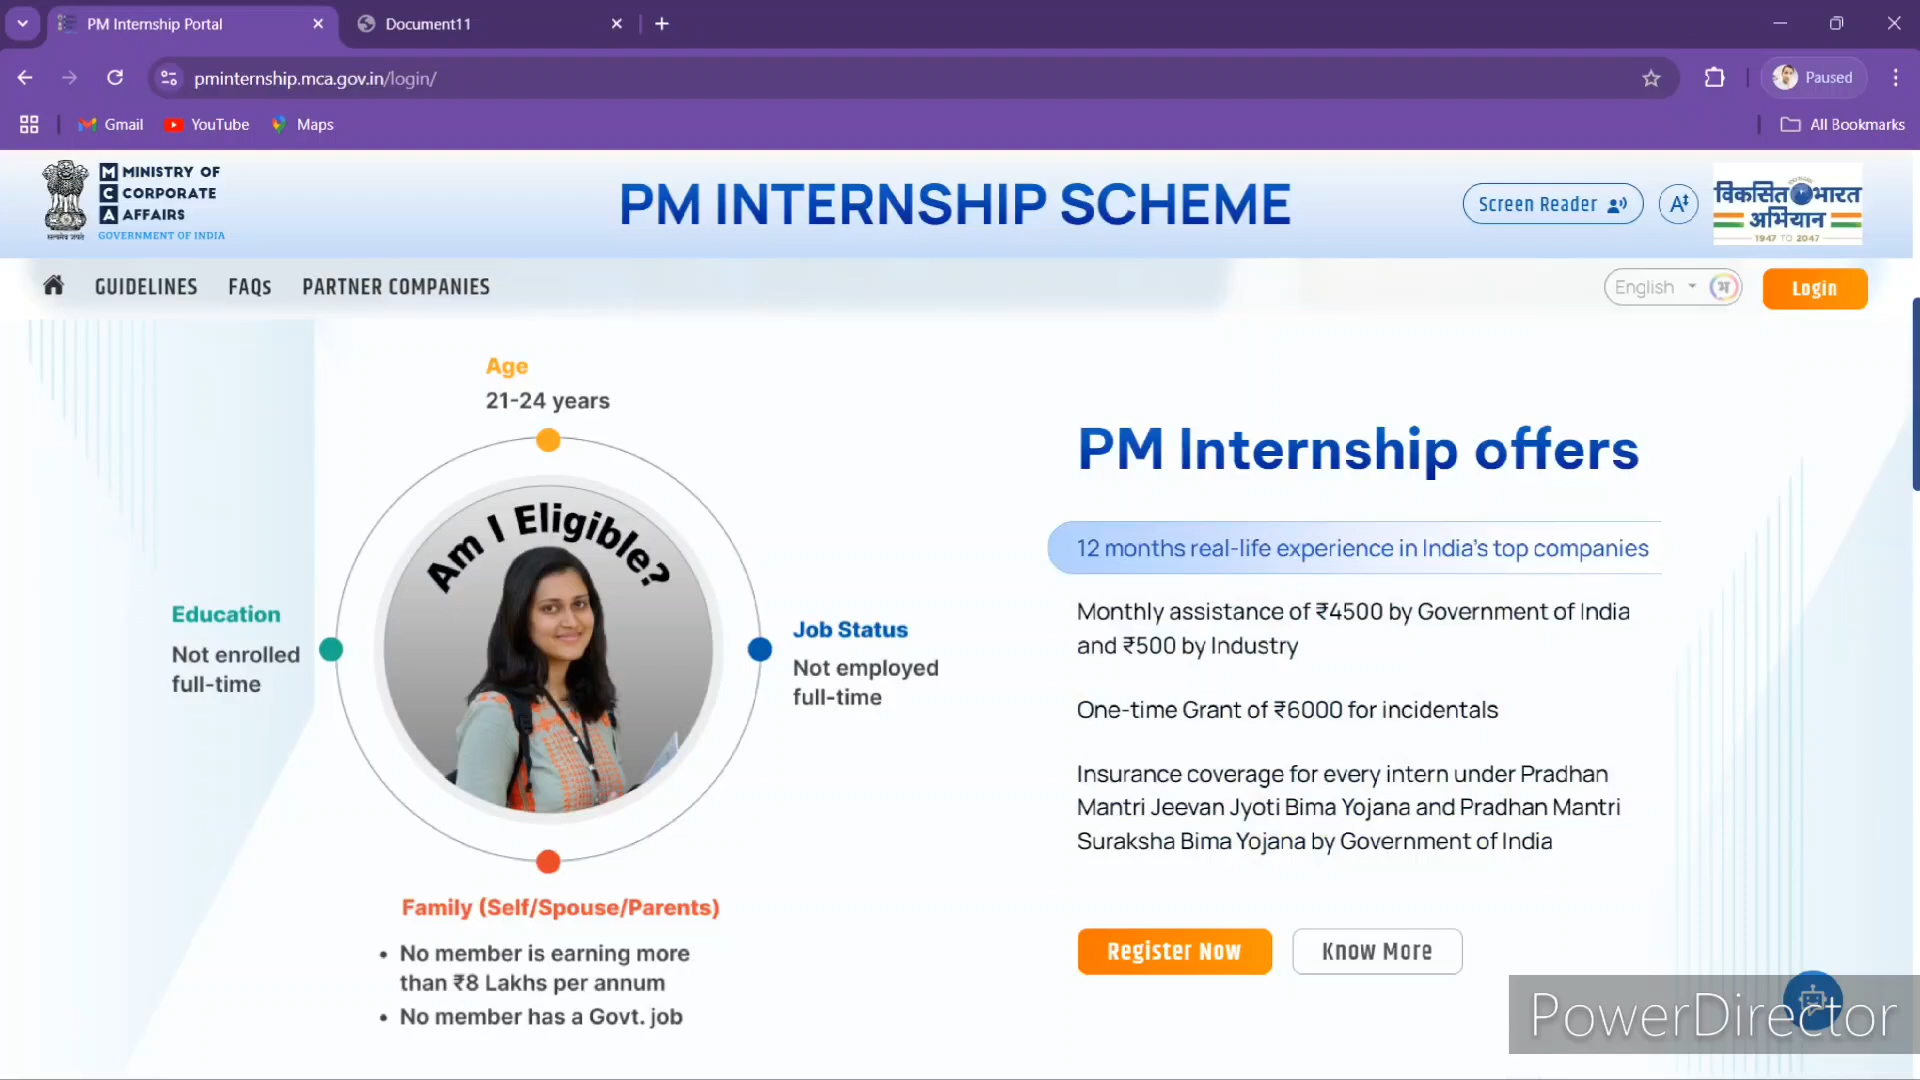 PM Internship Portal
Document11
pminternship.mca.gov.in/login/
Paused
Gmail
YouTube
Maps
All Bookmarks
MINISTRY OF
CORPORATE
AFFAIRS
GOVERNMENT OF INDIA
सत्यमेव जयते
PM INTERNSHIP SCHEME
Screen Reader
A
विकसित भारत
अभियान
1947 TO 2047
GUIDELINES
FAQs
PARTNER COMPANIES
English
Login
Age
21-24 years
Am I Eligible?
Education
Not enrolled
full-time
Job Status
Not employed
full-time
Family (Self/Spouse/Parents)
• No member is earning more
than ₹8 Lakhs per annum
• No member has a Govt. job
PM Internship offers
12 months real-life experience in India's top companies
Monthly assistance of ₹4500 by Government of India
and ₹500 by Industry
One-time Grant of ₹6000 for incidentals
Insurance coverage for every intern under Pradhan
Mantri Jeevan Jyoti Bima Yojana and Pradhan Mantri
Suraksha Bima Yojana by Government of India
Register Now
Know More
PowerDirector